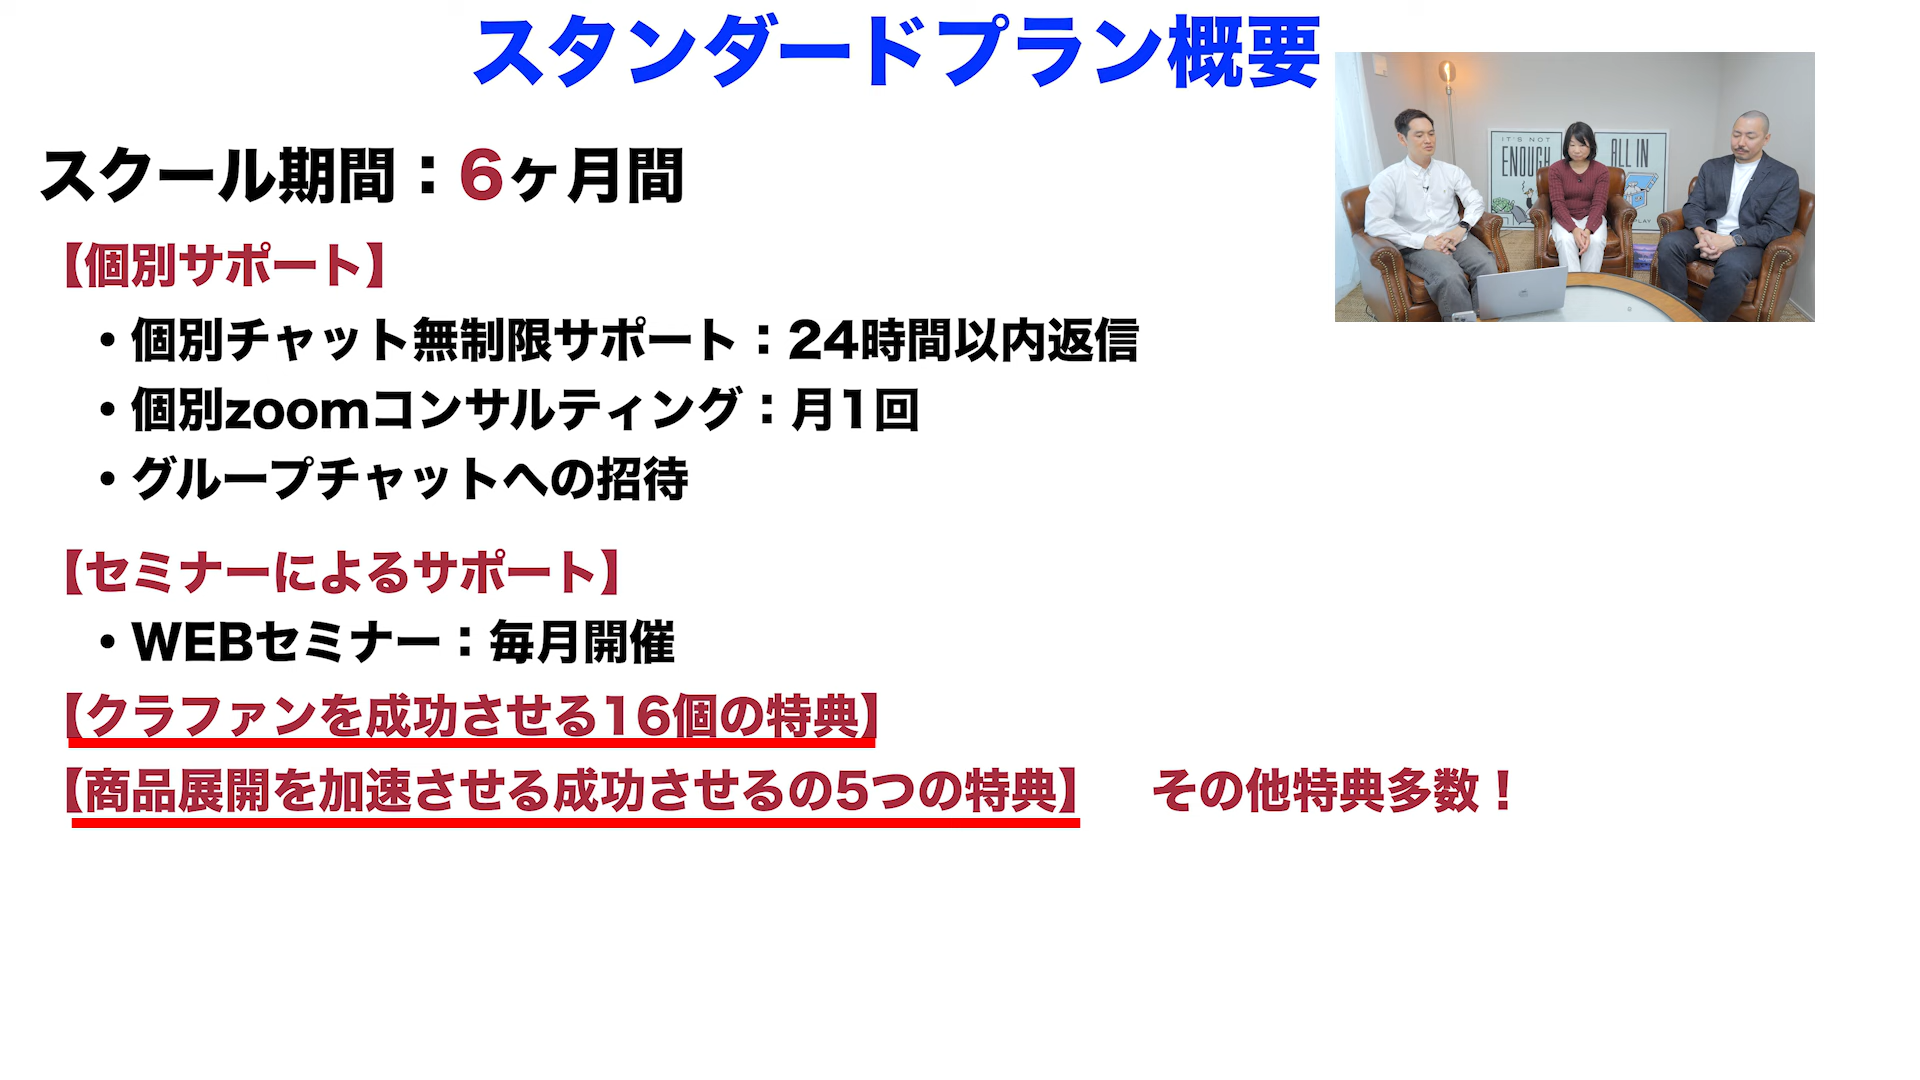 スタンダードプラン概要
スクール期間：6ヶ月間
【個別サポート】
・個別チャット無制限サポート：24時間以内返信
・個別zoomコンサルティング：月1回
・グループチャットへの招待
【セミナーによるサポート】
・WEBセミナー：毎月開催
【クラファンを成功させる16個の特典】
【商品展開を加速させる成功させるの5つの特典】　その他特典多数！
IT'S NOT
ENOUGH
ALL IN
PLAY